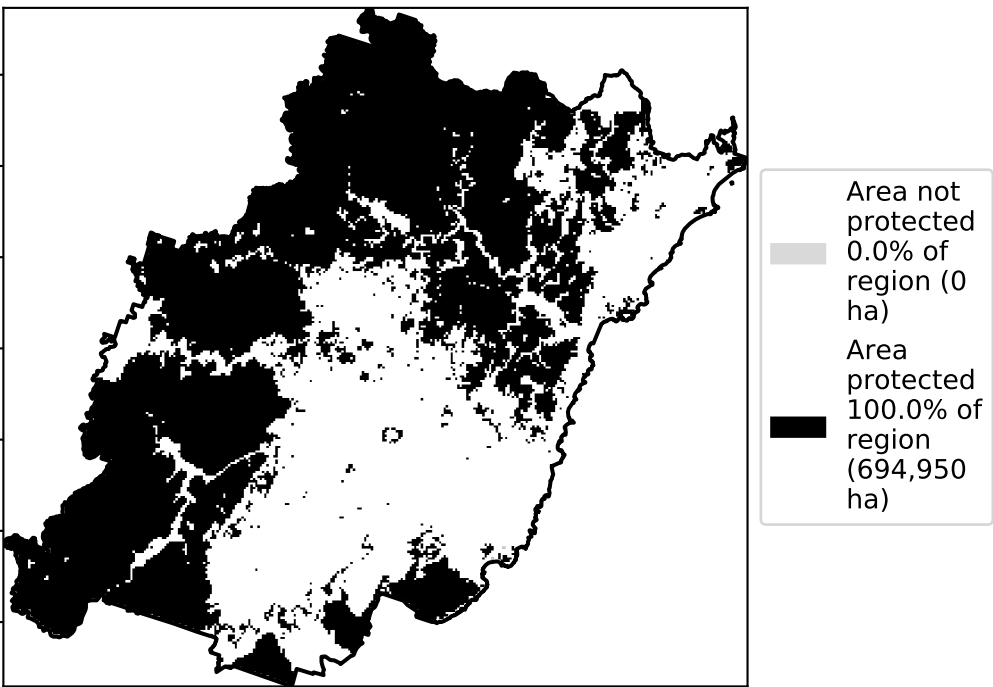 Area not
protected
0.0% of
region (0
ha)
Area
protected
100.0% of
region
(694,950
ha)